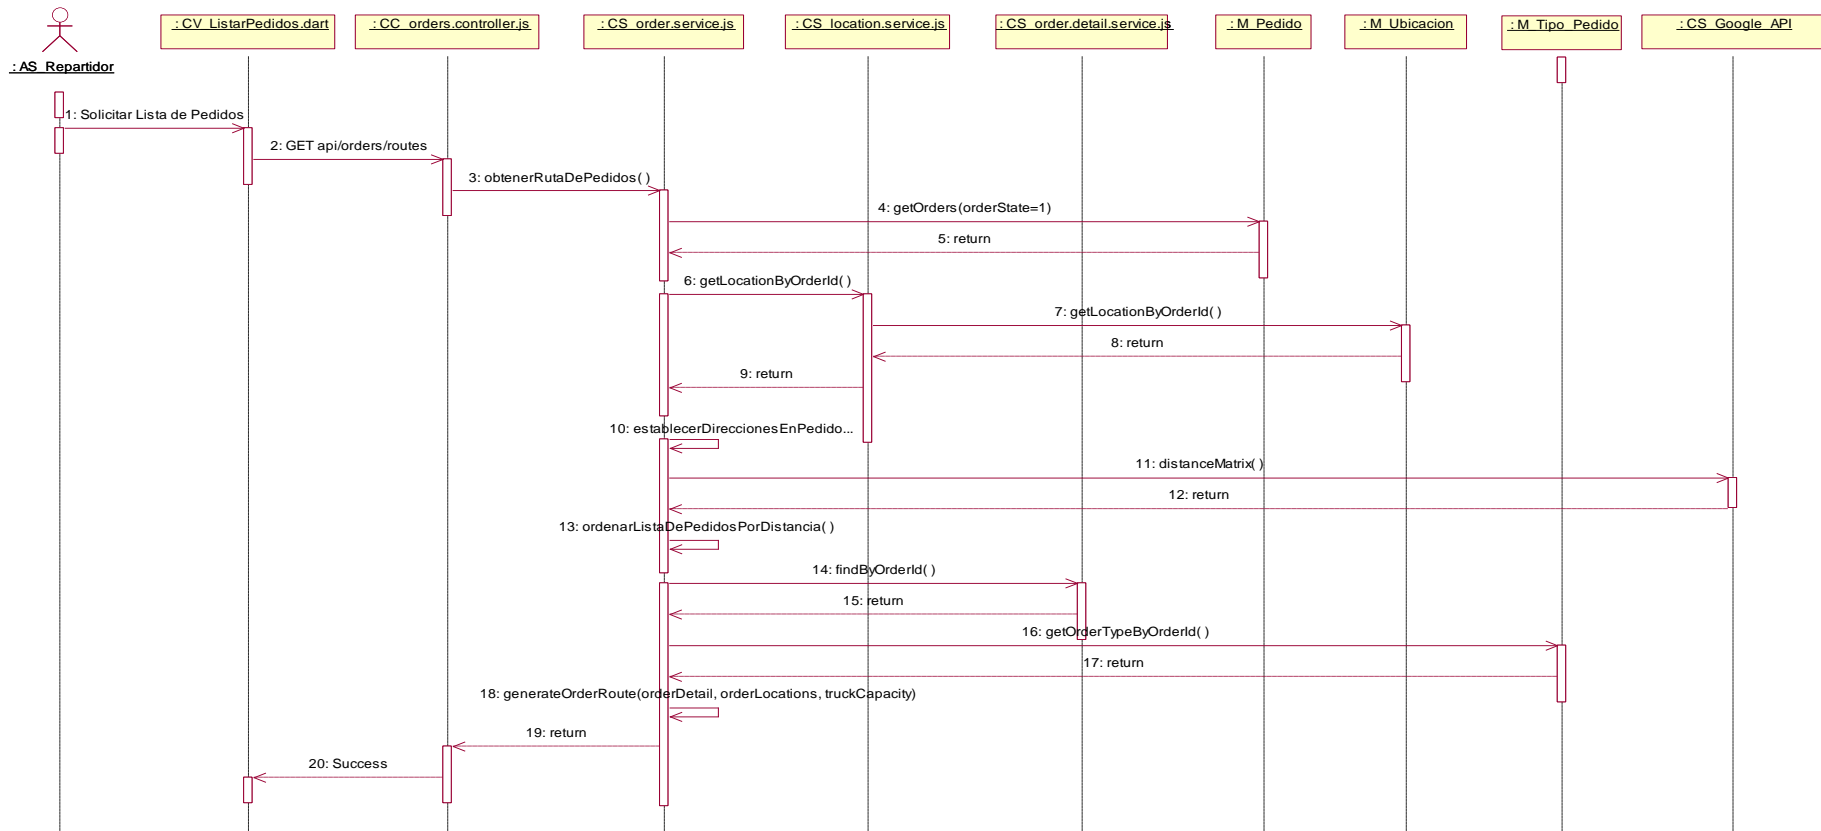 : CV_ListarPedidos.dart
: CC_orders.controller.js
: CS_order.service.js
: CS_location.service.js
: CS_order.detail.service.js
: M_Pedido
: M_Ubicacion
: M_Tipo_Pedido
: CS_Google_API
: AS_Repartidor
1: Solicitar Lista de Pedidos
2: GET api/orders/routes
3: obtenerRutaDePedidos( )
4: getOrders(orderState=1)
5: return
6: getLocationByOrderId( )
7: getLocationByOrderId( )
8: return
9: return
10: establecerDireccionesEnPedido...
11: distanceMatrix( )
12: return
13: ordenarListaDePedidosPorDistancia( )
14: findByOrderId( )
15: return
16: getOrderTypeByOrderId( )
17: return
18: generateOrderRoute(orderDetail, orderLocations, truckCapacity)
19: return
20: Success